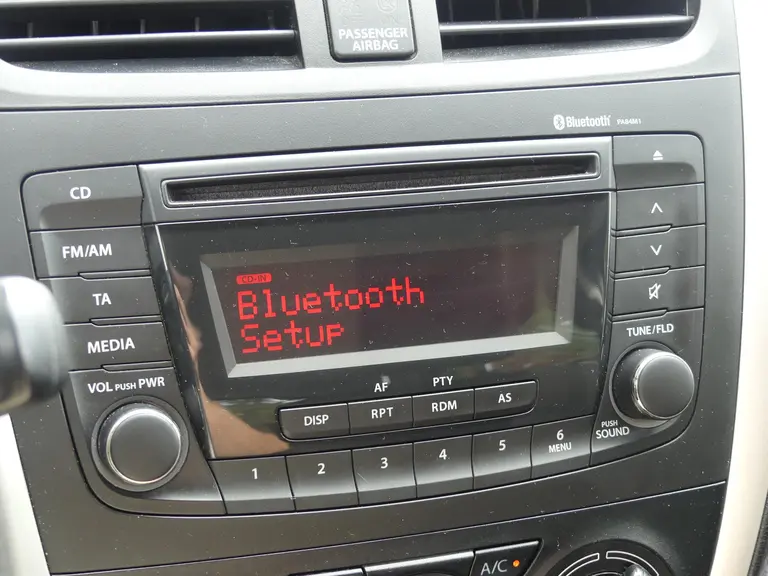 PASSENGER
AIRBAG
Bluetooth PA04M1
CD
FM/AM
TA
MEDIA
VOL PUSH PWR
CD-IN
Bluetooth
Setup
TUNE/FLD
PUSH
SOUND
AF PTY
DISP RPT RDM AS
1 2 3 4 5 6
MENU
A/C